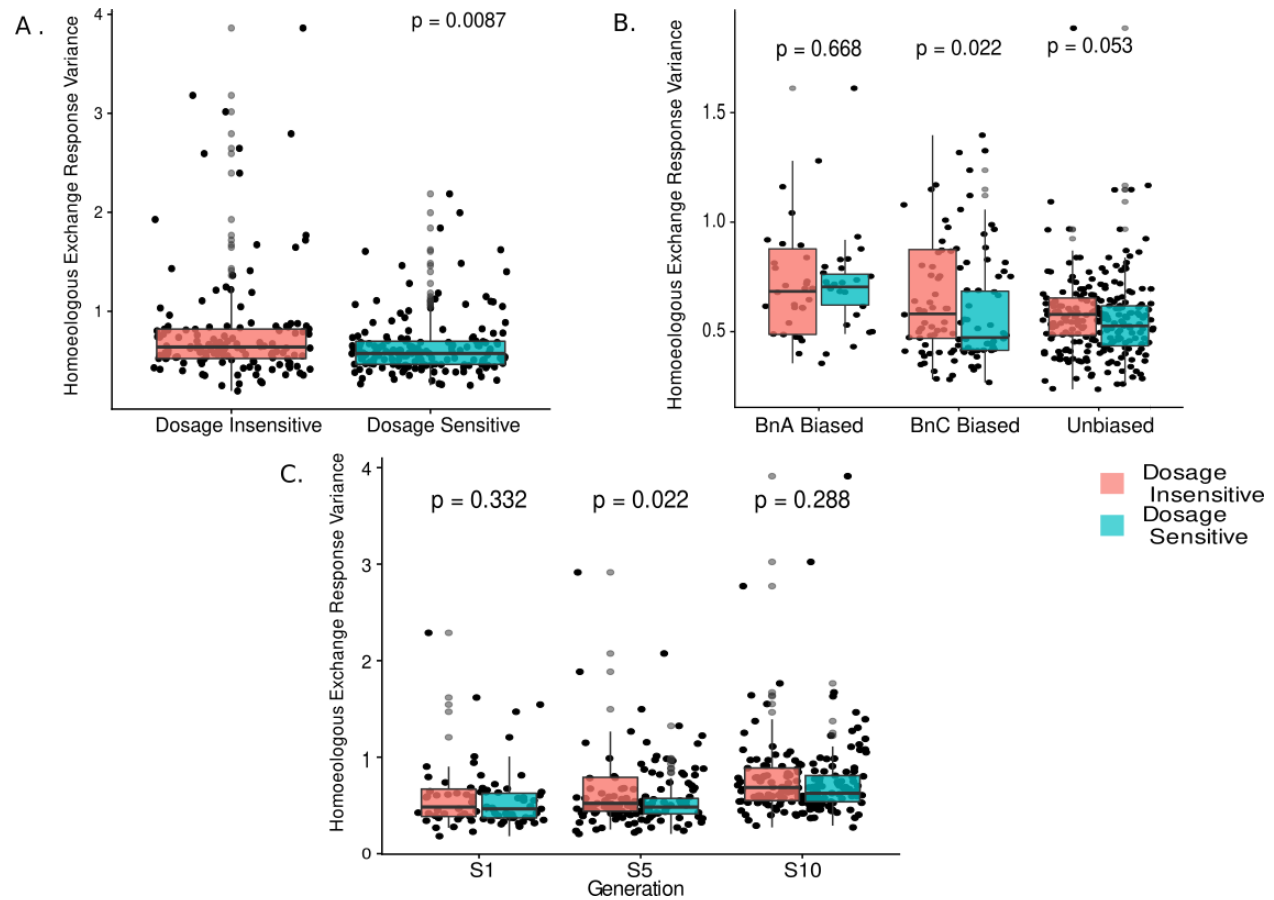 A .
Homoeologous Exchange Response Variance
4
3
2
1
p = 0.0087
Dosage Insensitive
Dosage Sensitive
B.
Homoeologous Exchange Response Variance
1.5
1.0
0.5
p = 0.668
p = 0.022
p = 0.053
BnA Biased
BnC Biased
Unbiased
C.
Homoeologous Exchange Response Variance
4
3
2
1
0
p = 0.332
p = 0.022
p = 0.288
S1
S5
S10
Generation
Dosage
Insensitive
Dosage
Sensitive